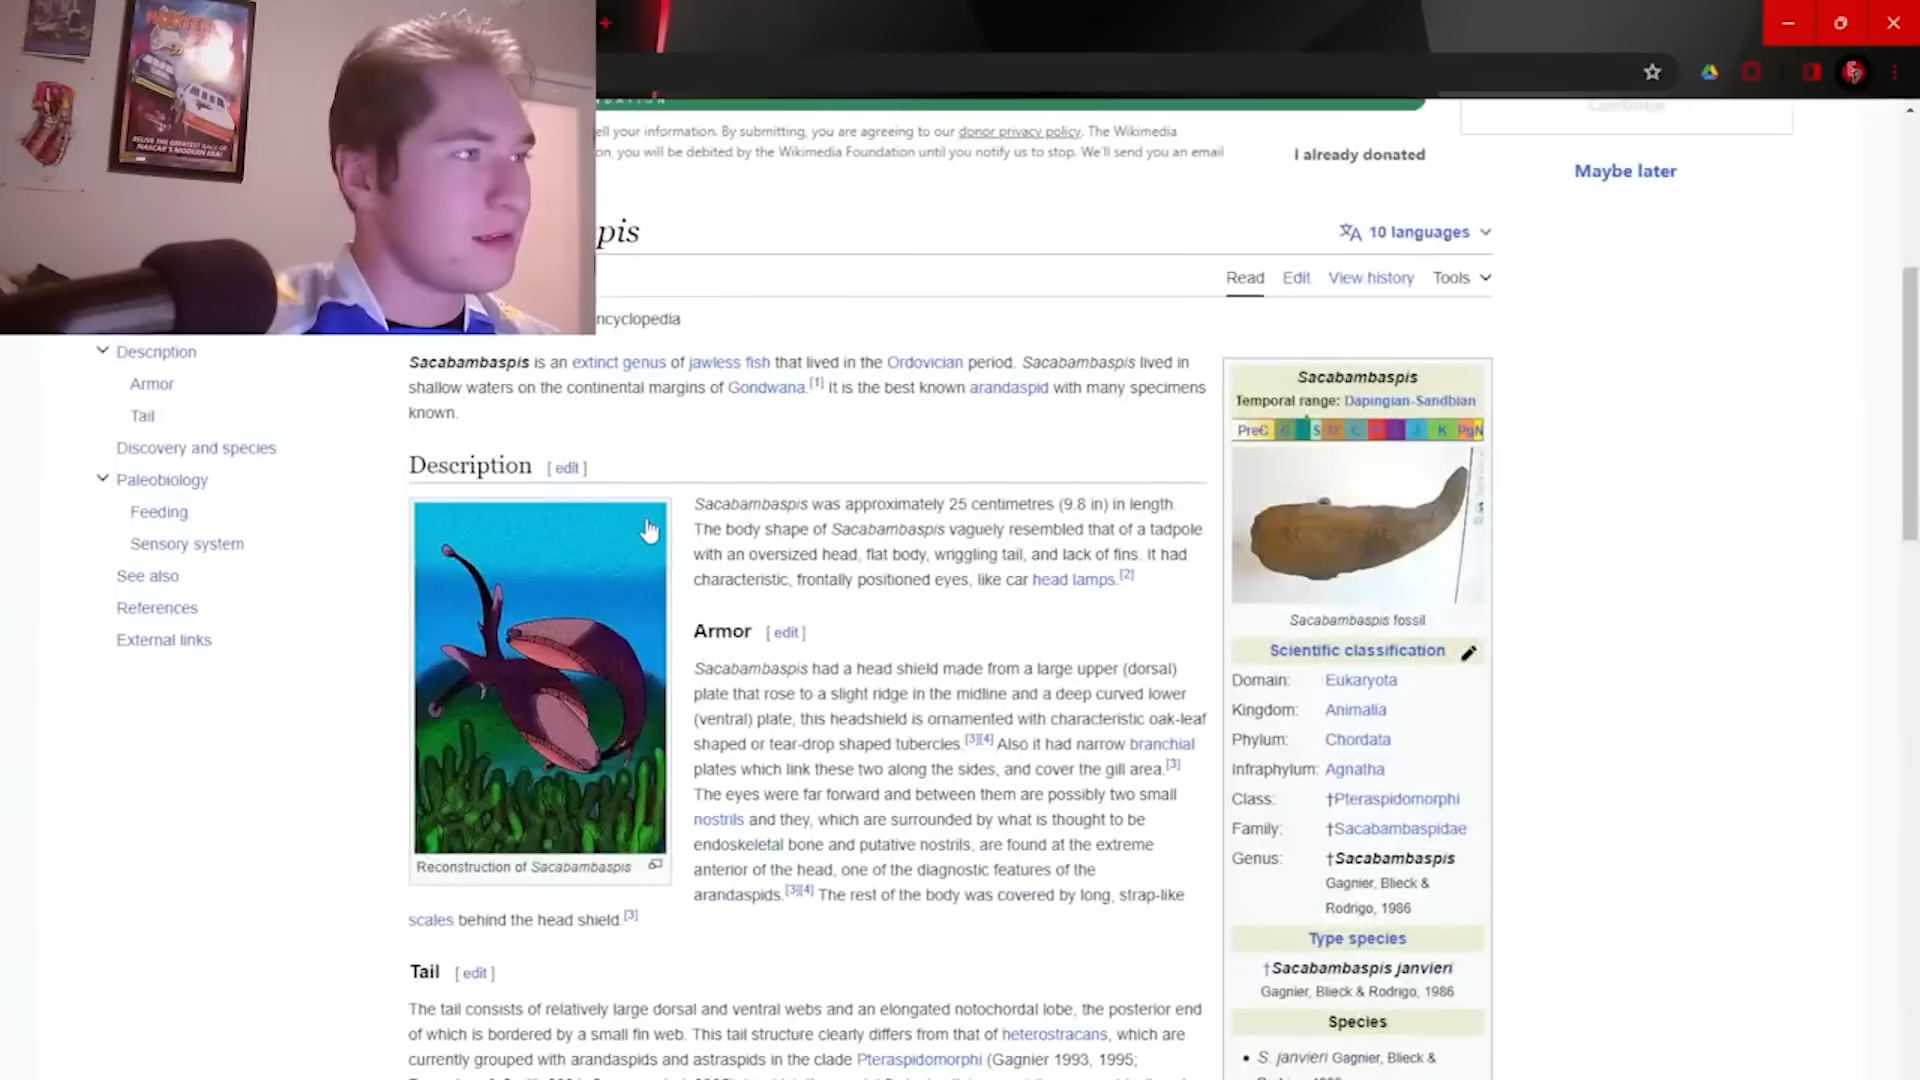 RELIVE THE GREATEST RACE OF
NASCAR'S MODERN ERA!
ell your information. By submitting, you are agreeing to our donor privacy policy. The Wikimedia
on, you will be debited by the Wikimedia Foundation until you notify us to stop. We'll send you an email
I already donated
Continue
Maybe later
pis
10 languages
Read Edit View history Tools
ncyclopedia
Description
Armor
Tail
Discovery and species
Paleobiology
Feeding
Sensory system
See also
References
External links
Sacabambaspis is an extinct genus of jawless fish that lived in the Ordovician period. Sacabambaspis lived in
shallow waters on the continental margins of Gondwana.[1] It is the best known arandaspid with many specimens
known.
Description [ edit ]
Sacabambaspis was approximately 25 centimetres (9.8 in) in length.
The body shape of Sacabambaspis vaguely resembled that of a tadpole
with an oversized head, flat body, wriggling tail, and lack of fins. It had
characteristic, frontally positioned eyes, like car head lamps.[2]
Reconstruction of Sacabambaspis
Armor [ edit ]
Sacabambaspis had a head shield made from a large upper (dorsal)
plate that rose to a slight ridge in the midline and a deep curved lower
(ventral) plate, this headshield is ornamented with characteristic oak-leaf
shaped or tear-drop shaped tubercles.[3][4] Also it had narrow branchial
plates which link these two along the sides, and cover the gill area.[3]
The eyes were far forward and between them are possibly two small
nostrils and they, which are surrounded by what is thought to be
endoskeletal bone and putative nostrils, are found at the extreme
anterior of the head, one of the diagnostic features of the
arandaspids.[3][4] The rest of the body was covered by long, strap-like
scales behind the head shield.[3]
Tail [ edit ]
The tail consists of relatively large dorsal and ventral webs and an elongated notochordal lobe, the posterior end
of which is bordered by a small fin web. This tail structure clearly differs from that of heterostracans, which are
currently grouped with arandaspids and astraspids in the clade Pteraspidomorphi (Gagnier 1993, 1995;
Sacabambaspis
Temporal range: Dapingian-Sandbian
PreЄ Є O S D C P T J K PgN
Sacabambaspis fossil
Scientific classification
Domain: Eukaryota
Kingdom: Animalia
Phylum: Chordata
Infraphylum: Agnatha
Class: †Pteraspidomorphi
Family: †Sacabambaspidae
Genus: †Sacabambaspis
Gagnier, Blieck &
Rodrigo, 1986
Type species
†Sacabambaspis janvieri
Gagnier, Blieck & Rodrigo, 1986
Species
• S. janvieri Gagnier, Blieck &